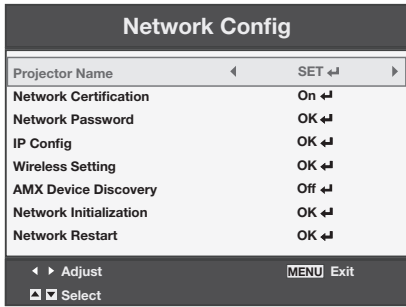 Network Config
Projector Name SET
Network Certification On
Network Password OK
IP Config OK
Wireless Setting OK
AMX Device Discovery Off
Network Initialization OK
Network Restart OK
Adjust MENU Exit
Select